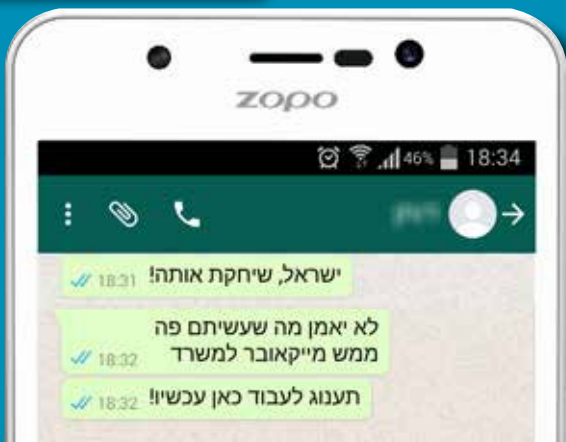 ZOPO
46% 18:34
ישראל, שיחקת אותה! 18:31
לא יאמן מה שעשיתם פה
ממש מייקאובר למשרד 18:32
תענוג לעבוד כאן עכשיו! 18:32